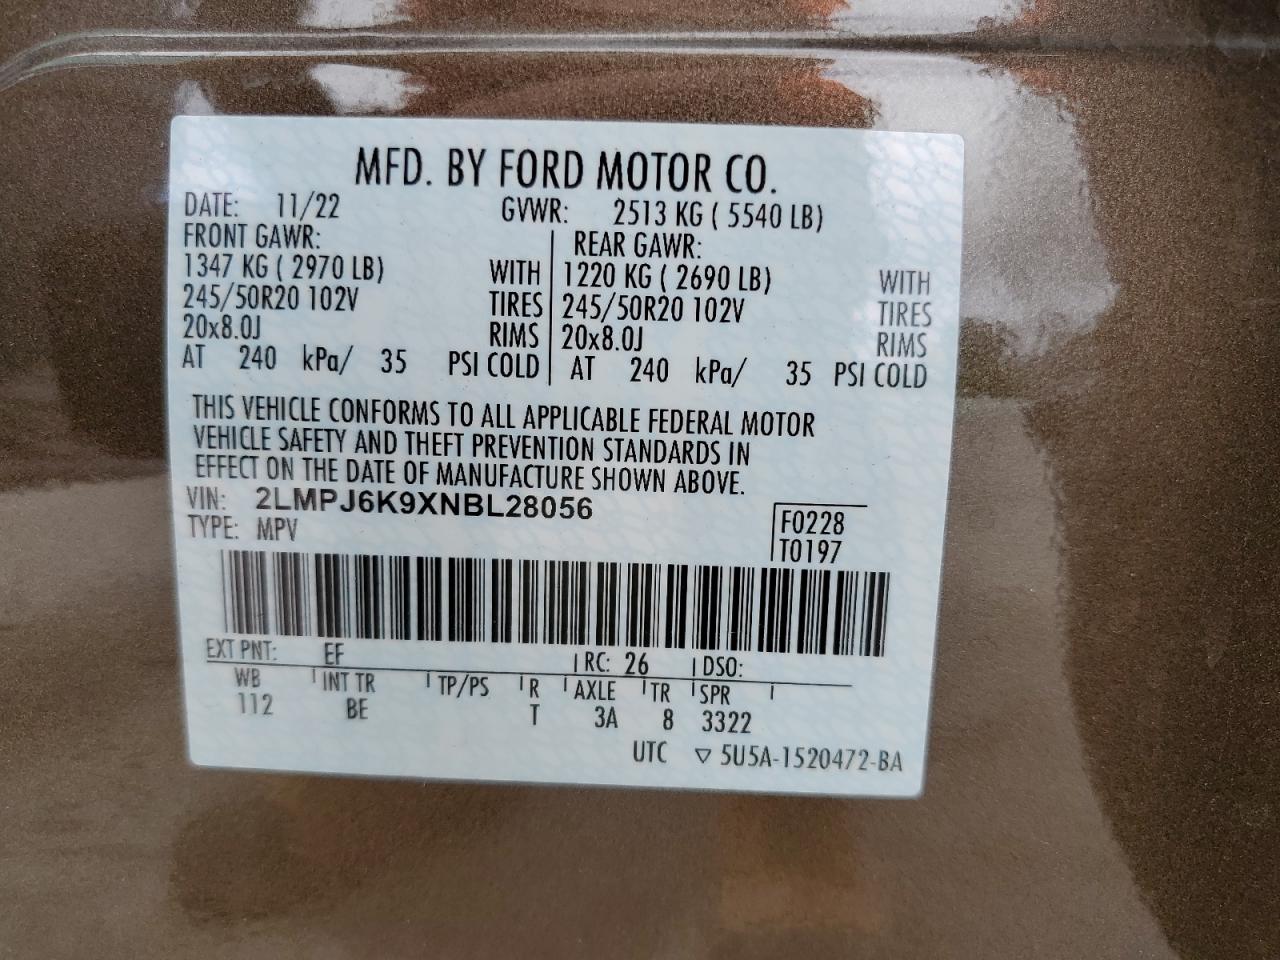 MFD. BY FORD MOTOR CO.
DATE: 11/22 GVWR: 2513 KG ( 5540 LB)
FRONT GAWR: REAR GAWR:
1347 KG ( 2970 LB) WITH 1220 KG ( 2690 LB) WITH
245/50R20 102V TIRES 245/50R20 102V TIRES
20x8.0J RIMS 20x8.0J RIMS
AT 240 kPa/ 35 PSI COLD AT 240 kPa/ 35 PSI COLD
THIS VEHICLE CONFORMS TO ALL APPLICABLE FEDERAL MOTOR
VEHICLE SAFETY AND THEFT PREVENTION STANDARDS IN
EFFECT ON THE DATE OF MANUFACTURE SHOWN ABOVE.
VIN: 2LMPJ6K9XNBL28056
TYPE: MPV
F0228
T0197
EXT PNT: EF RC: 26 DSO:
WB INT TR TP/PS R AXLE TR SPR
112 BE T 3A 8 3322
UTC ▽ 5U5A-1520472-BA